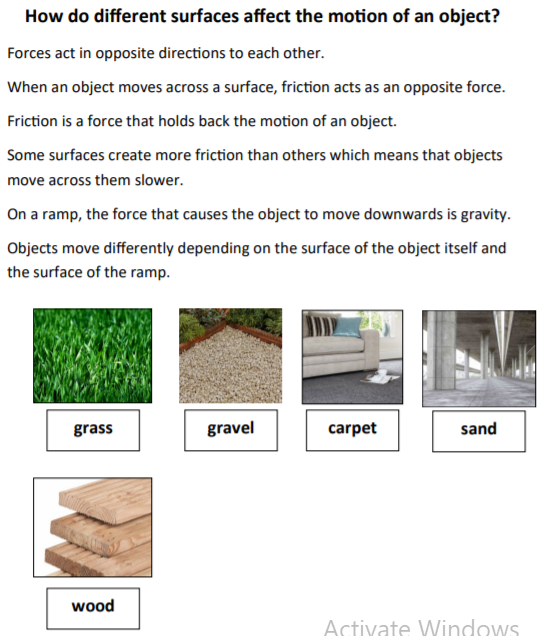 How do different surfaces affect the motion of an object?
Forces act in opposite directions to each other.
When an object moves across a surface, friction acts as an opposite force.
Friction is a force that holds back the motion of an object.
Some surfaces create more friction than others which means that objects
move across them slower.
On a ramp, the force that causes the object to move downwards is gravity.
Objects move differently depending on the surface of the object itself and
the surface of the ramp.
grass
gravel
carpet
sand
wood
Activate Windows